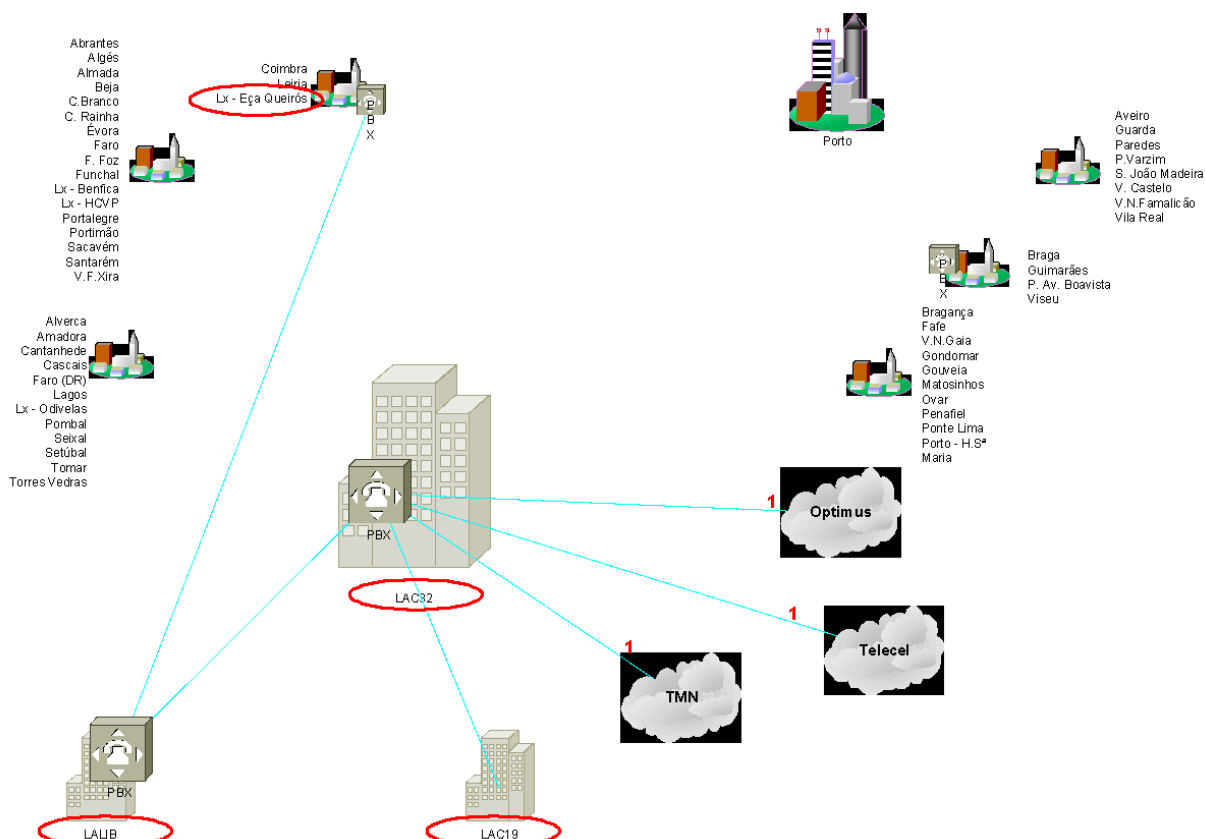 Abrantes
Algés
Almada
Beja
C.Branco
C. Rainha
Évora
Faro
F. Foz
Funchal
Lx - Benfica
Lx - HCVP
Portalegre
Portimão
Sacavém
Santarém
V.F.Xira
Coimbra
Leiria
Lx - Eça Queirós
P
B
X
Porto
Aveiro
Guarda
Paredes
P.Varzim
S. João Madeira
V. Castelo
V.N.Famalicão
Vila Real
P
B
X
Braga
Guimarães
P. Av. Boavista
Viseu
Bragança
Fafe
V.N.Gaia
Gondomar
Gouveia
Matosinhos
Ovar
Penafiel
Ponte Lima
Porto - H.Sª
Maria
Alverca
Amadora
Cantanhede
Cascais
Faro (DR)
Lagos
Lx - Odivelas
Pombal
Seixal
Setúbal
Tomar
Torres Vedras
PBX
LAC32
1
Optimus
1
Telecel
1
TMN
PBX
LALIB
LAC19